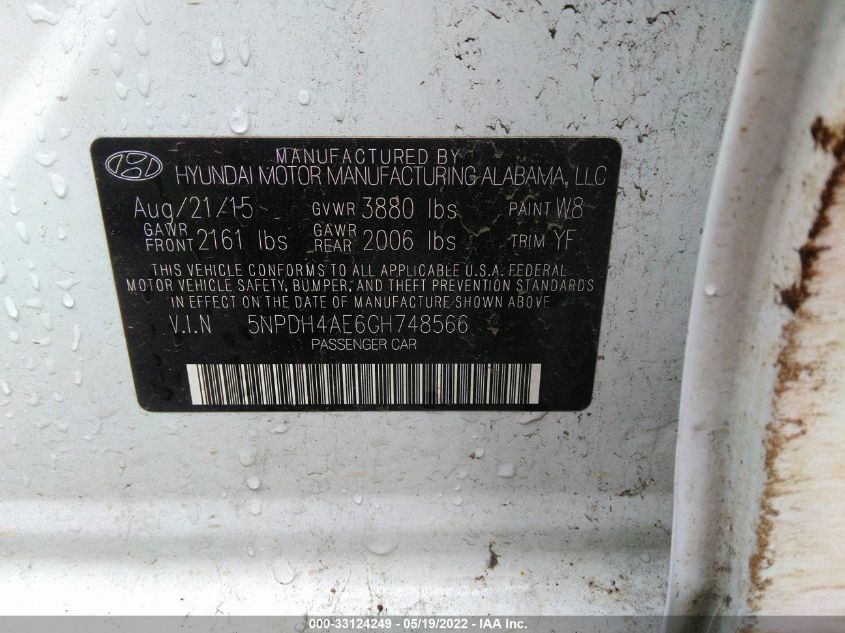 MANUFACTURED BY
HYUNDAI MOTOR MANUFACTURING ALABAMA, LLC
Aug/21/15 GVWR 3880 lbs PAINT W8
GAWR FRONT 2161 lbs GAWR REAR 2006 lbs TRIM YF
THIS VEHICLE CONFORMS TO ALL APPLICABLE U.S.A. FEDERAL
MOTOR VEHICLE SAFETY, BUMPER, AND THEFT PREVENTION STANDARDS
IN EFFECT ON THE DATE OF MANUFACTURE SHOWN ABOVE.
V.I.N 5NPDH4AE6GH748566
PASSENGER CAR
000-33124249 - 05/19/2022 - IAA Inc.